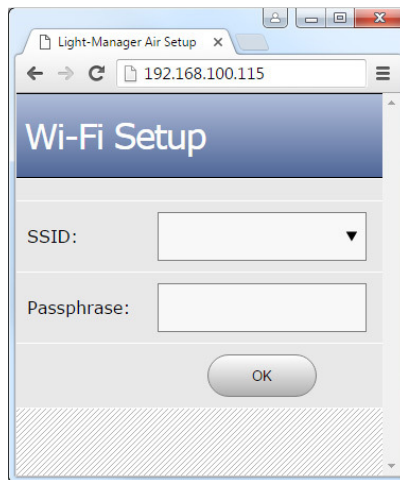 Light-Manager Air Setup
192.168.100.115
Wi-Fi Setup
SSID:
Passphrase:
OK